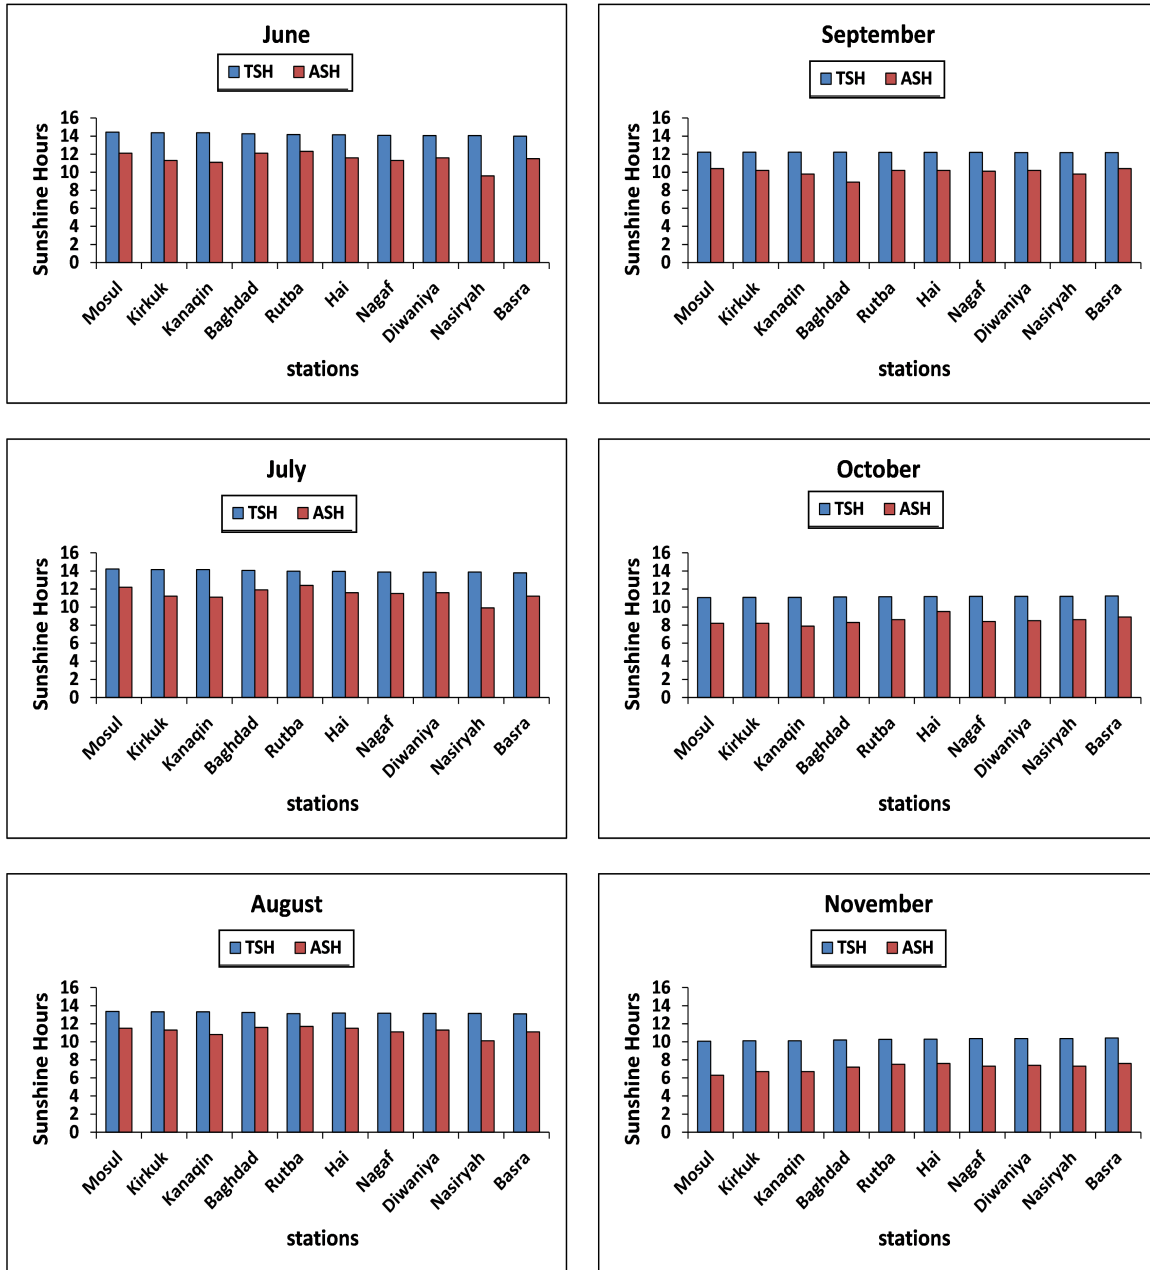 June
TSH ASH
Sunshine Hours
16
14
12
10
8
6
4
2
0
Mosul Kirkuk Kanaqin Baghdad Rutba Hai Nagaf Diwaniya Nasiryah Basra
stations
September
TSH ASH
Sunshine Hours
16
14
12
10
8
6
4
2
0
Mosul Kirkuk Kanaqin Baghdad Rutba Hai Nagaf Diwaniya Nasiryah Basra
stations
July
TSH ASH
Sunshine Hours
16
14
12
10
8
6
4
2
0
Mosul Kirkuk Kanaqin Baghdad Rutba Hai Nagaf Diwaniya Nasiryah Basra
stations
October
TSH ASH
Sunshine Hours
16
14
12
10
8
6
4
2
0
Mosul Kirkuk Kanaqin Baghdad Rutba Hai Nagaf Diwaniya Nasiryah Basra
stations
August
TSH ASH
Sunshine Hours
16
14
12
10
8
6
4
2
0
Mosul Kirkuk Kanaqin Baghdad Rutba Hai Nagaf Diwaniya Nasiryah Basra
stations
November
TSH ASH
Sunshine Hours
16
14
12
10
8
6
4
2
0
Mosul Kirkuk Kanaqin Baghdad Rutba Hai Nagaf Diwaniya Nasiryah Basra
stations